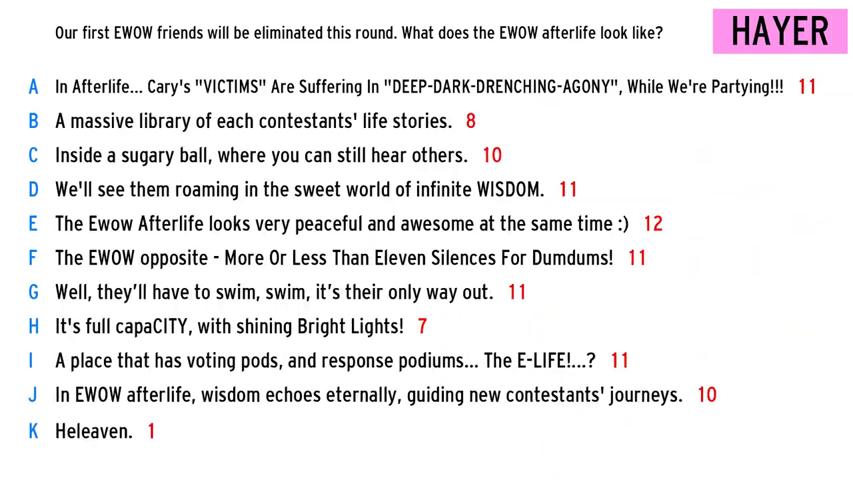 Our first EWOW friends will be eliminated this round. What does the EWOW afterlife look like?
HAYER
A In Afterlife... Cary's "VICTIMS" Are Suffering In "DEEP-DARK-DRENCHING-AGONY", While We're Partying!!! 11
B A massive library of each contestants' life stories. 8
C Inside a sugary ball, where you can still hear others. 10
D We'll see them roaming in the sweet world of infinite WISDOM. 11
E The Ewow Afterlife looks very peaceful and awesome at the same time :) 12
F The EWOW opposite - More Or Less Than Eleven Silences For Dumdums! 11
G Well, they’ll have to swim, swim, it’s their only way out. 11
H It's full capaCITY, with shining Bright Lights! 7
I A place that has voting pods, and response podiums... The E-LIFE!...? 11
J In EWOW afterlife, wisdom echoes eternally, guiding new contestants' journeys. 10
K Heleaven. 1